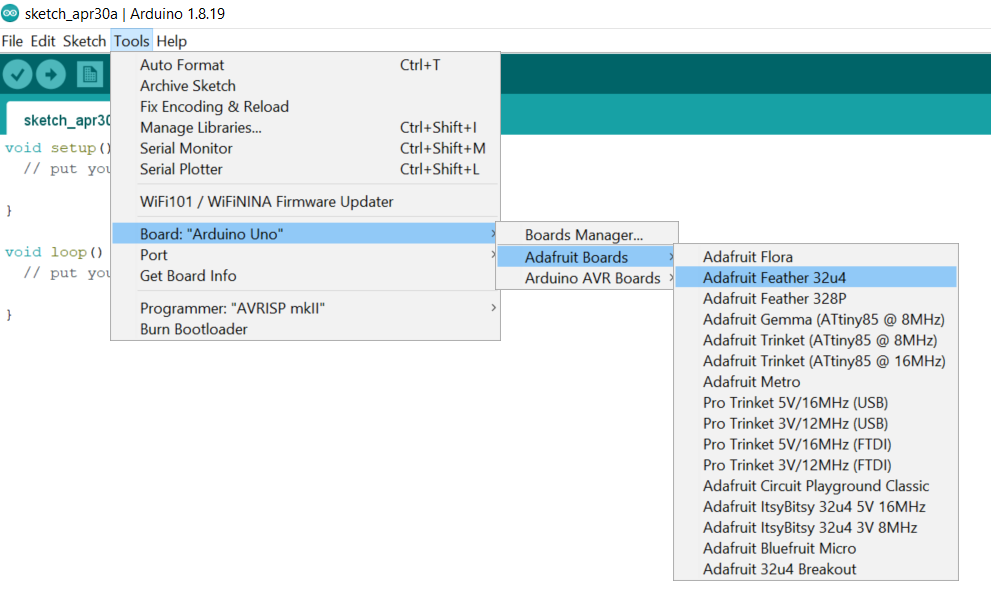 sketch_apr30a | Arduino 1.8.19
File Edit Sketch Tools Help
sketch_apr30
void setup()
// put you
}
void loop()
// put you
}
Auto Format Ctrl+T
Archive Sketch
Fix Encoding & Reload
Manage Libraries... Ctrl+Shift+I
Serial Monitor Ctrl+Shift+M
Serial Plotter Ctrl+Shift+L
WiFi101 / WiFiNINA Firmware Updater
Board: "Arduino Uno"
Port
Get Board Info
Programmer: "AVRISP mkII"
Burn Bootloader
Boards Manager...
Adafruit Boards
Arduino AVR Boards
Adafruit Flora
Adafruit Feather 32u4
Adafruit Feather 328P
Adafruit Gemma (ATtiny85 @ 8MHz)
Adafruit Trinket (ATtiny85 @ 8MHz)
Adafruit Trinket (ATtiny85 @ 16MHz)
Adafruit Metro
Pro Trinket 5V/16MHz (USB)
Pro Trinket 3V/12MHz (USB)
Pro Trinket 5V/16MHz (FTDI)
Pro Trinket 3V/12MHz (FTDI)
Adafruit Circuit Playground Classic
Adafruit ItsyBitsy 32u4 5V 16MHz
Adafruit ItsyBitsy 32u4 3V 8MHz
Adafruit Bluefruit Micro
Adafruit 32u4 Breakout